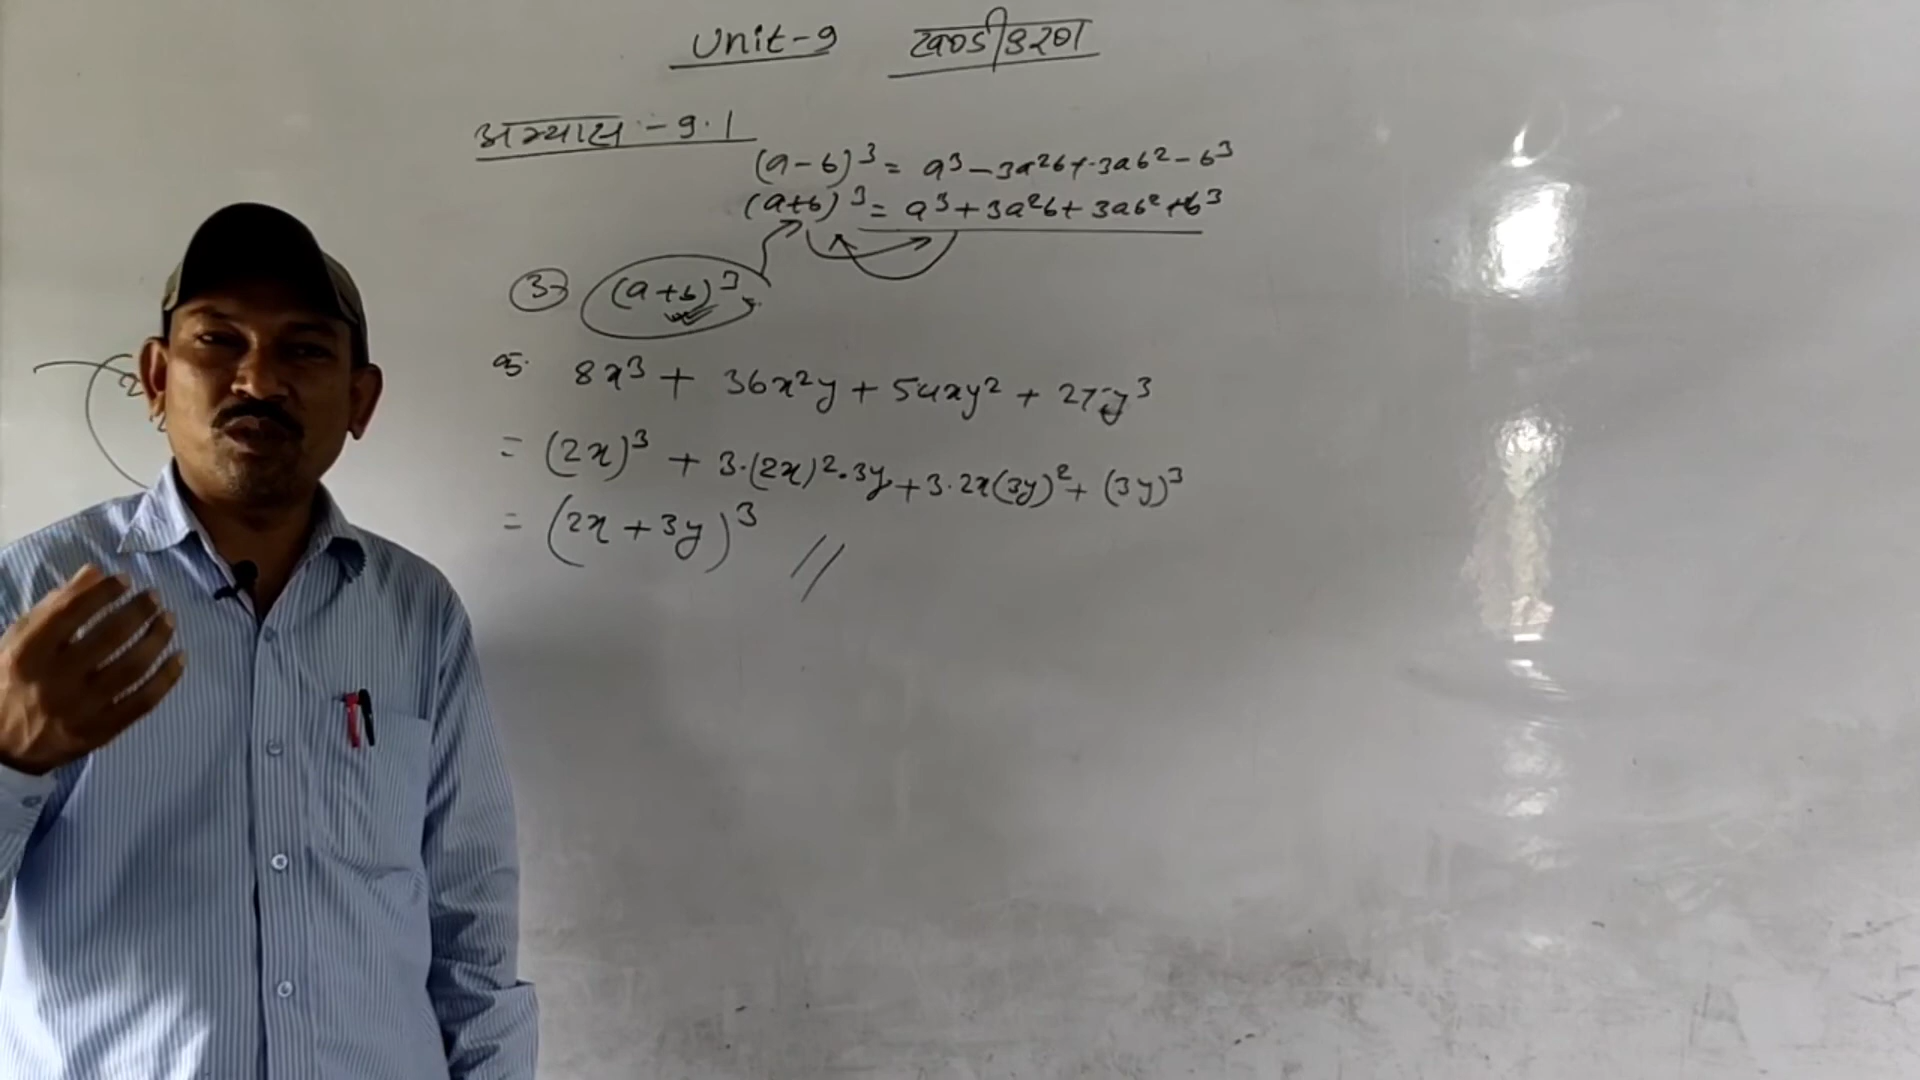 Unit-9 खण्डीकरण
अभ्यास - 9.1
(a-b)³ = a³ - 3a²b + 3ab² - b³
(a+b)³ = a³ + 3a²b + 3ab² + b³
③ (a+b)³
क. 8x³ + 36x²y + 54xy² + 27y³
= (2x)³ + 3·(2x)²·3y + 3·2x(3y)² + (3y)³
= (2x + 3y)³ //